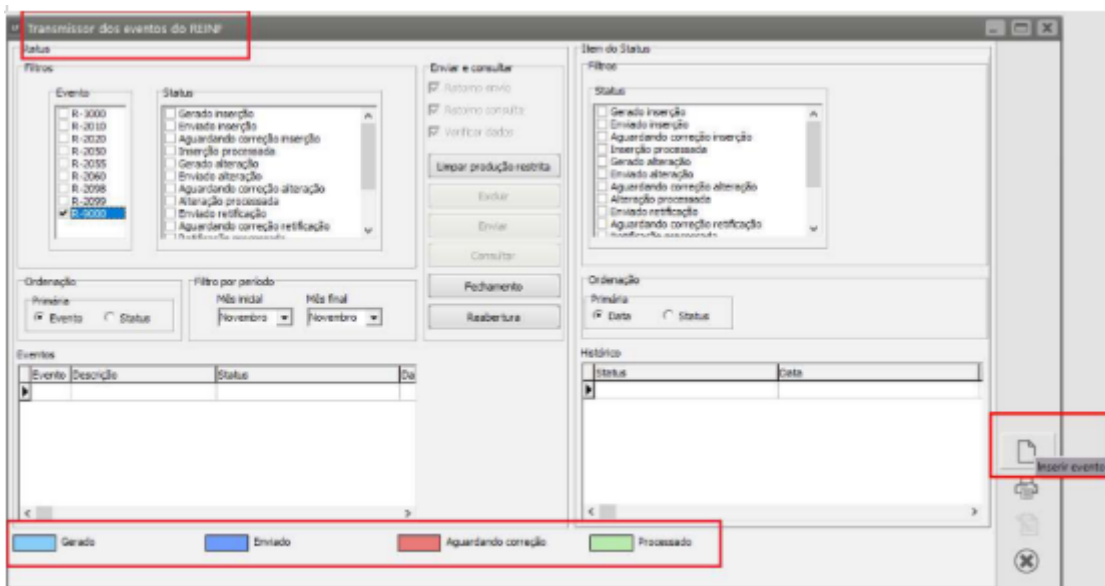 Transmissor dos eventos do REINF
Status
Filtros
Evento
R-1000
R-2010
R-2020
R-2030
R-2055
R-2060
R-2098
R-2099
R-9000
Status
Gerado inserção
Enviado inserção
Aguardando correção inserção
Inserção processada
Gerado alteração
Enviado alteração
Aguardando correção alteração
Alteração processada
Enviado retificação
Aguardando correção retificação
Retificação processada
Enviar e consultar
Retorno envio
Retorno consulta
Verificar dados
Limpar produção restrita
Excluir
Enviar
Consultar
Fechamento
Reabertura
Ordenação
Primária
Evento Status
Filtro por período
Mês inicial Mês final
Novembro Novembro
Eventos
Evento Descrição Status Da
Item do Status
Filtros
Status
Gerado inserção
Enviado inserção
Aguardando correção inserção
Inserção processada
Gerado alteração
Enviado alteração
Aguardando correção alteração
Alteração processada
Enviado retificação
Aguardando correção retificação
Retificação processada
Ordenação
Primária
Data Status
Histórico
Status Data
Inserir evento
Gerado Enviado Aguardando correção Processado